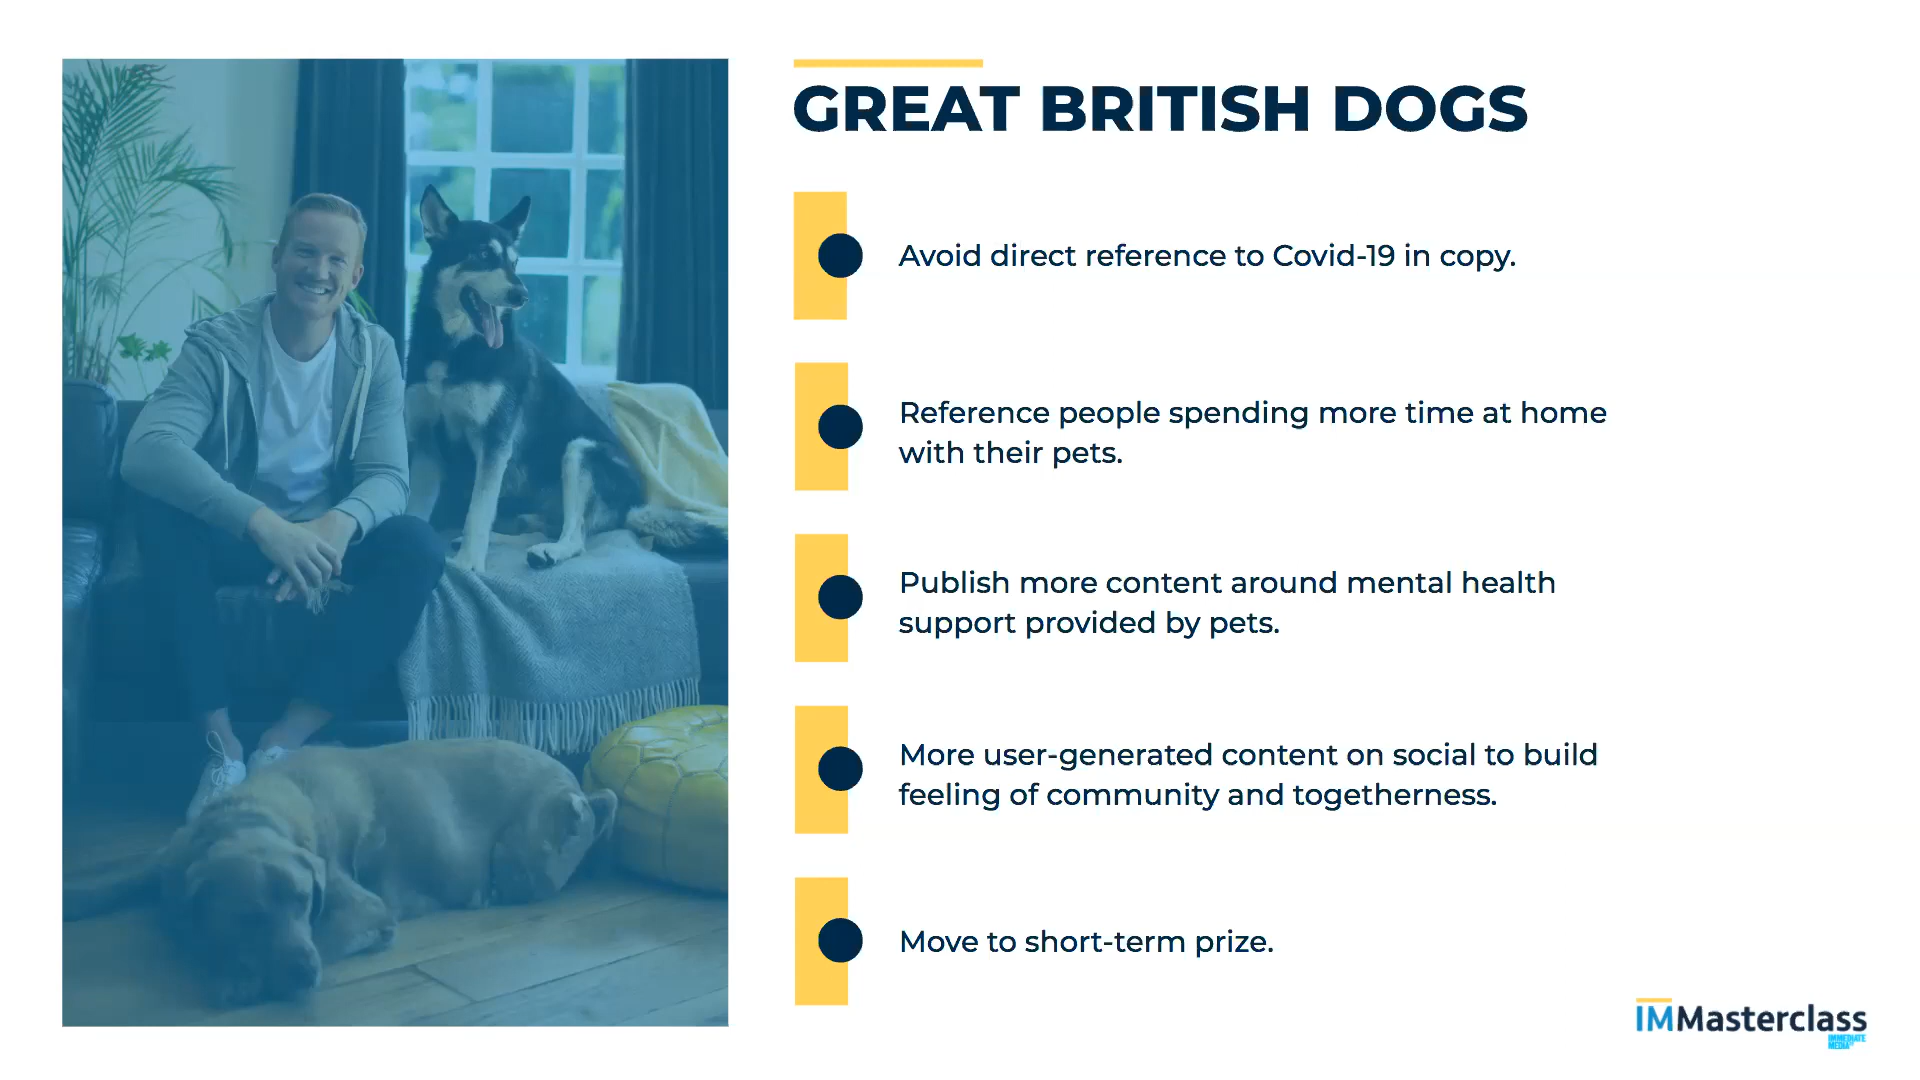 GREAT BRITISH DOGS
Avoid direct reference to Covid-19 in copy.
Reference people spending more time at home
with their pets.
Publish more content around mental health
support provided by pets.
More user-generated content on social to build
feeling of community and togetherness.
Move to short-term prize.
IMMasterclass
IMMEDIATE
MEDIA